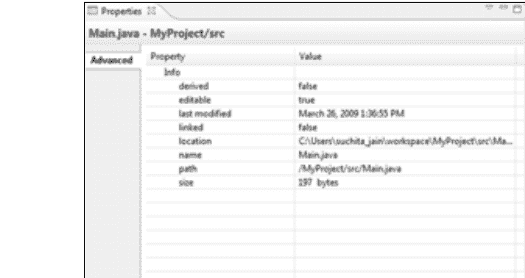 Properties
Main.java - MyProject/src
Advanced
Property Value
Info
derived false
editable true
last modified March 26, 2009 1:36:55 PM
linked false
location C:\Users\suchita_jain\workspace\MyProject\src\Ma...
name Main.java
path /MyProject/src/Main.java
size 197 bytes